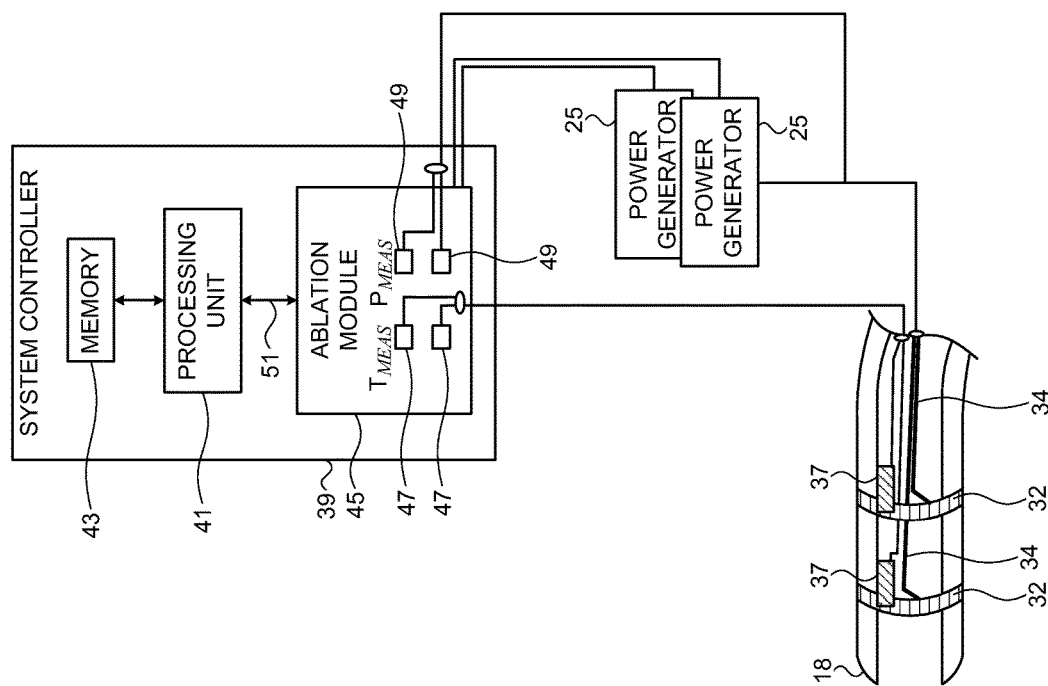 SYSTEM CONTROLLER
MEMORY
43
PROCESSING
UNIT
41
51
ABLATION
MODULE
T_MEAS P_MEAS
49
49
39
45
47
47
25
POWER
GENERATOR
POWER
GENERATOR
25
18
37
37
34
34
32
32